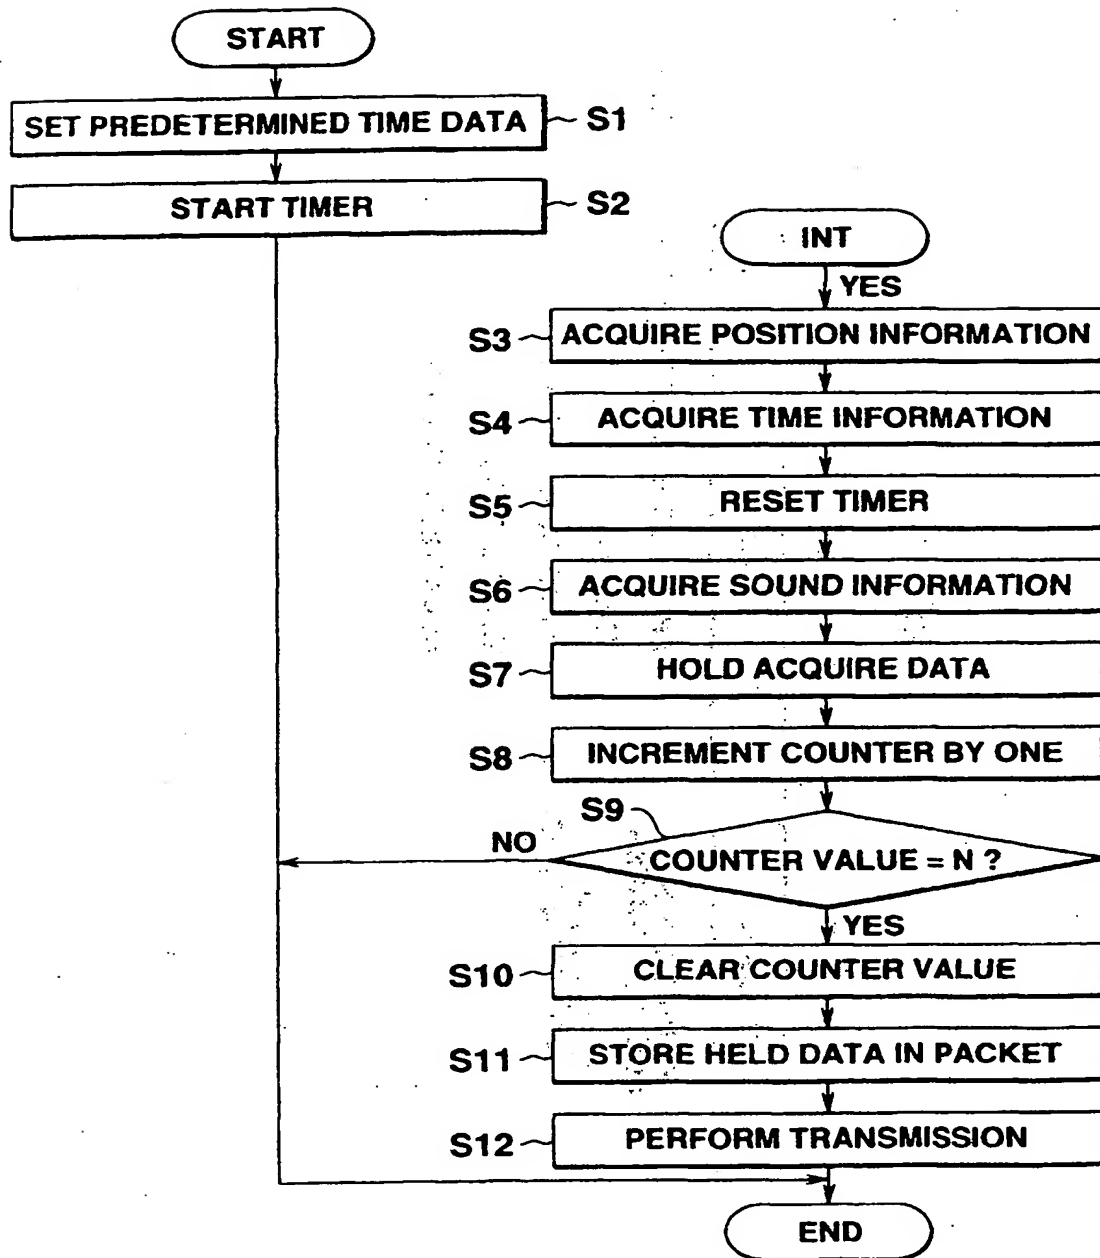 START
SET PREDETERMINED TIME DATA
S1
START TIMER
S2
INT
YES
S3
ACQUIRE POSITION INFORMATION
S4
ACQUIRE TIME INFORMATION
S5
RESET TIMER
S6
ACQUIRE SOUND INFORMATION
S7
HOLD ACQUIRE DATA
S8
INCREMENT COUNTER BY ONE
S9
NO
COUNTER VALUE = N ?
YES
S10
CLEAR COUNTER VALUE
S11
STORE HELD DATA IN PACKET
S12
PERFORM TRANSMISSION
END